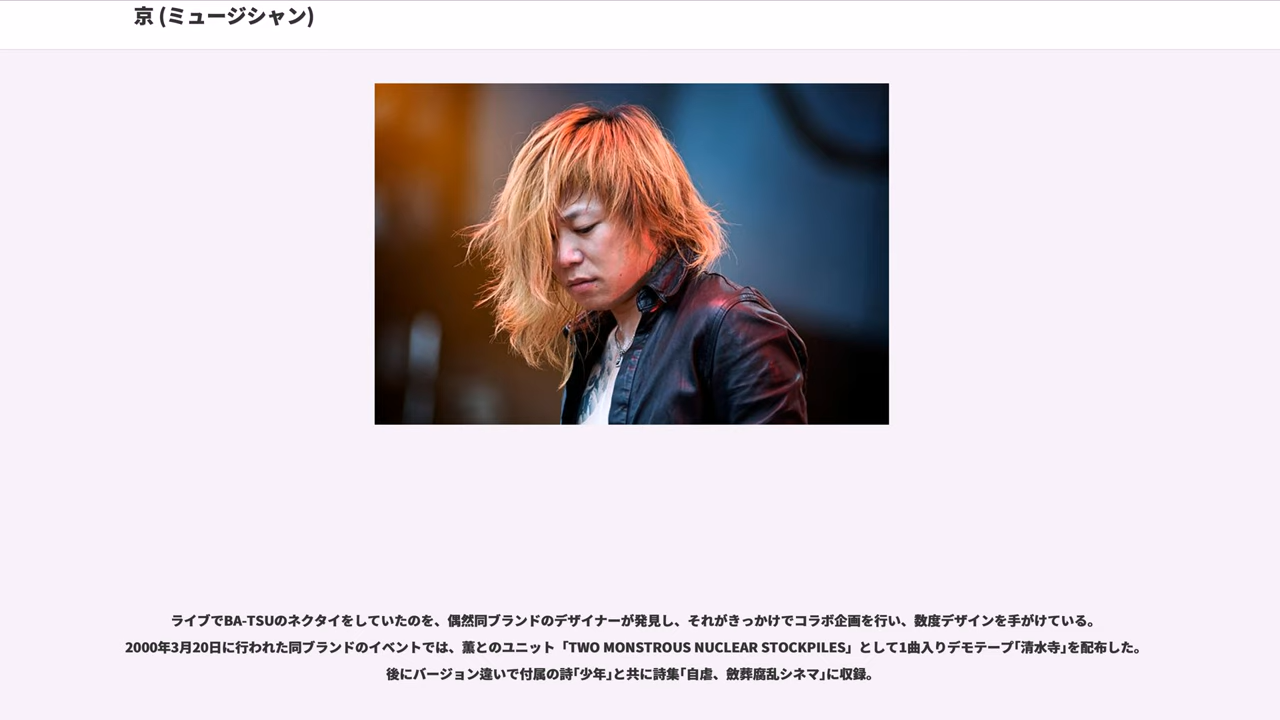 京 (ミュージシャン)
ライブでBA-TSUのネクタイをしていたのを、偶然同ブランドのデザイナーが発見し、それがきっかけでコラボ企画を行い、数度デザインを手がけている。
2000年3月20日に行われた同ブランドのイベントでは、薫とのユニット「TWO MONSTROUS NUCLEAR STOCKPILES」として1曲入りデモテープ｢清水寺｣を配布した。
後にバージョン違いで付属の詩｢少年｣と共に詩集｢自虐、斂葬腐乱シネマ｣に収録。